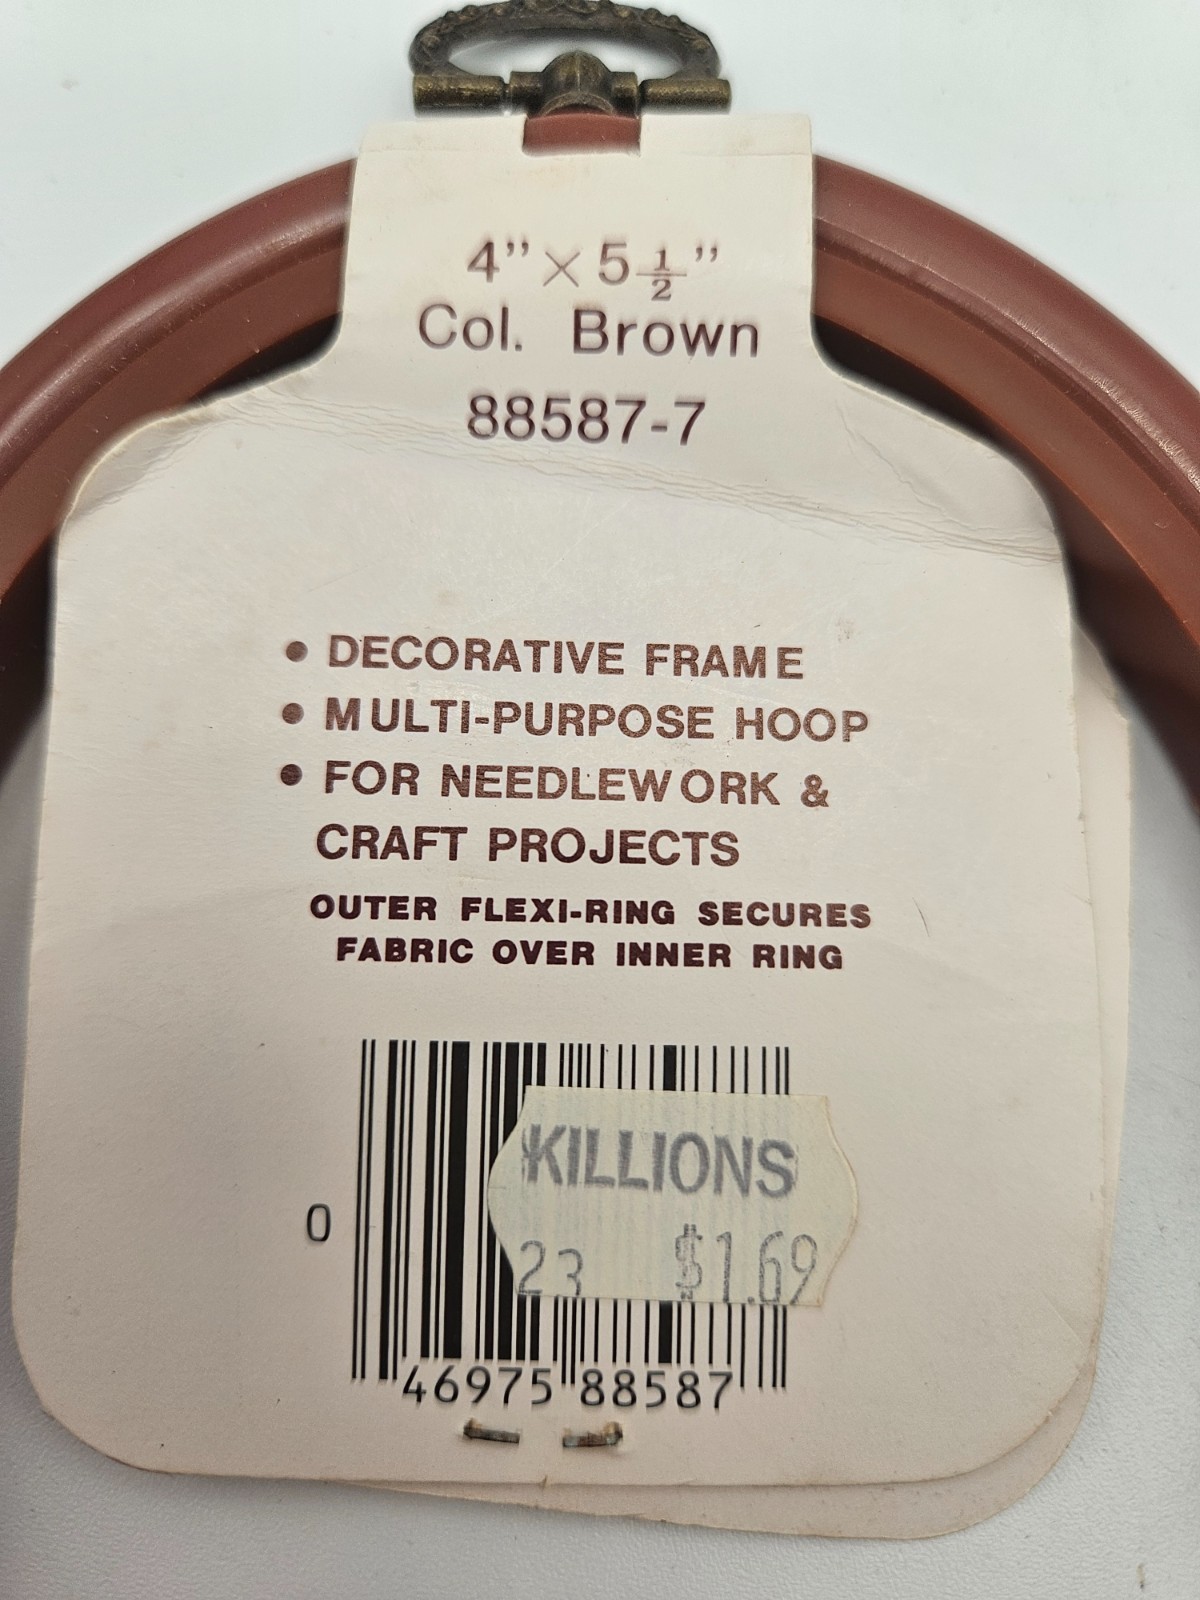 4" × 5 1/2"
Col. Brown
88587-7
• DECORATIVE FRAME
• MULTI-PURPOSE HOOP
• FOR NEEDLEWORK &
CRAFT PROJECTS
OUTER FLEXI-RING SECURES
FABRIC OVER INNER RING
KILLIONS
23 $1.69
0
46975 88587